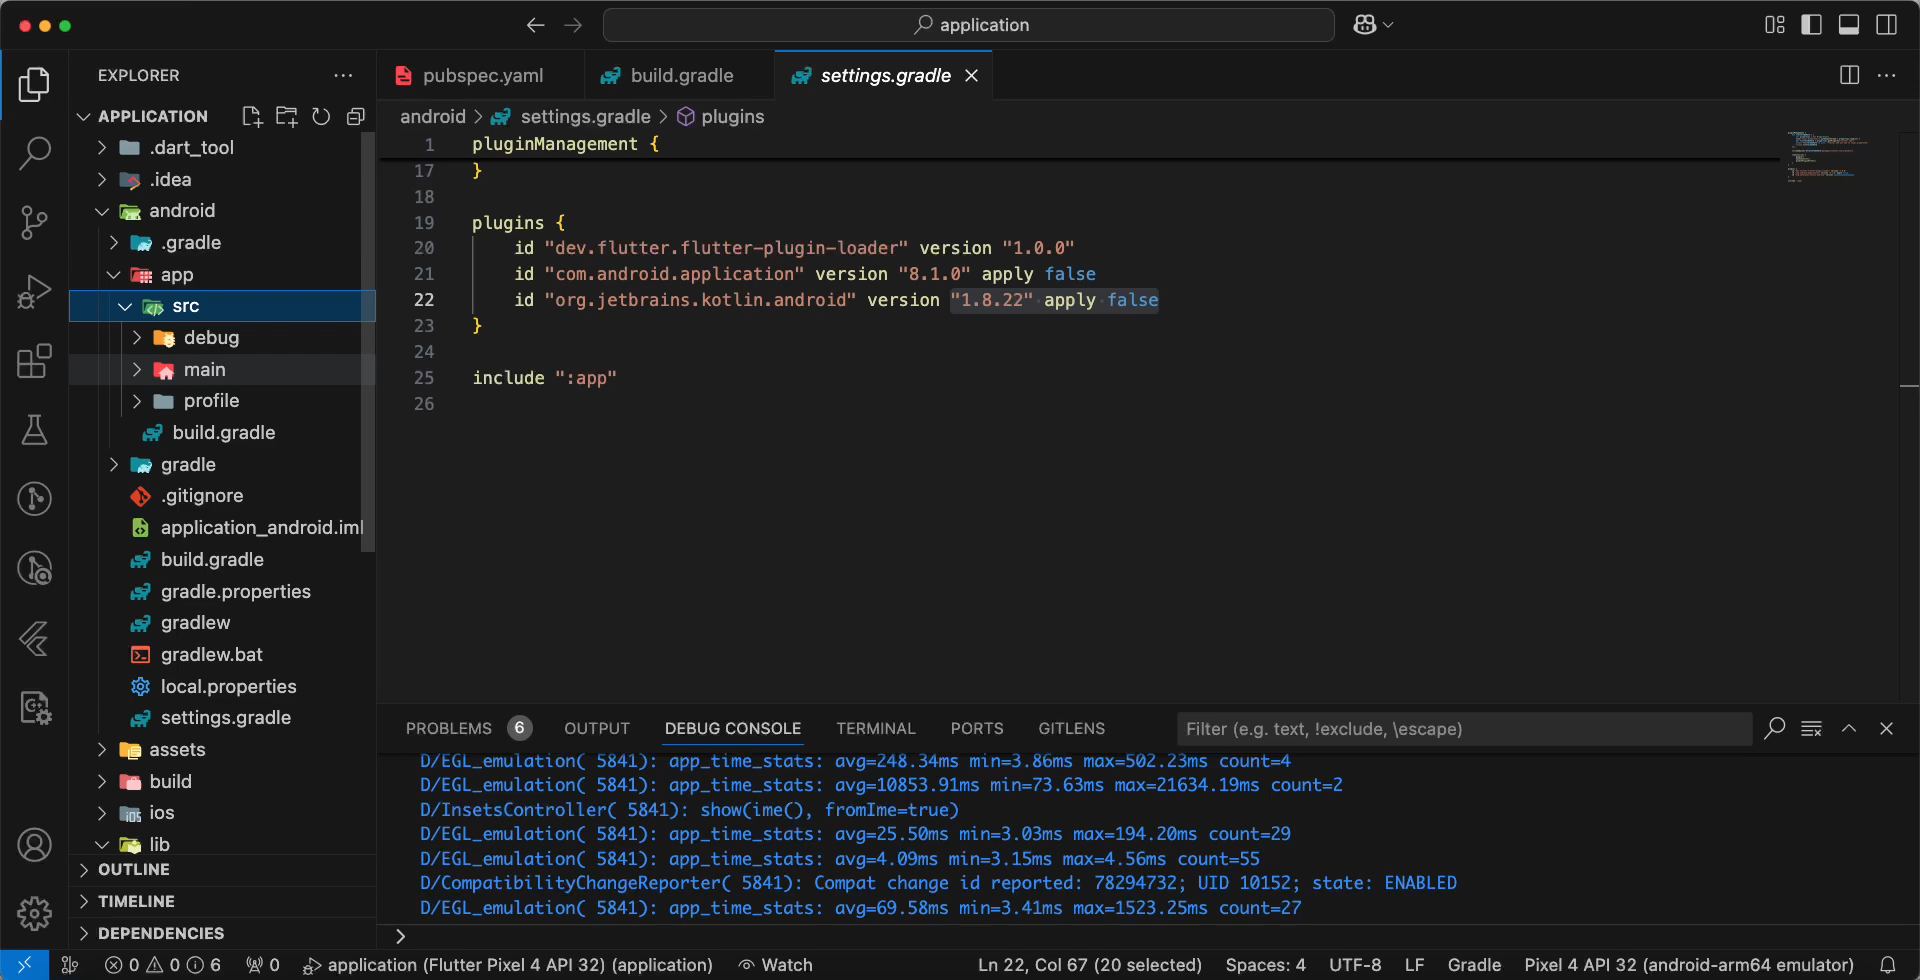 application
EXPLORER
APPLICATION
.dart_tool
.idea
android
.gradle
app
src
debug
main
profile
build.gradle
gradle
.gitignore
application_android.iml
build.gradle
gradle.properties
gradlew
gradlew.bat
local.properties
settings.gradle
assets
build
ios
lib
OUTLINE
TIMELINE
DEPENDENCIES
pubspec.yaml
build.gradle
settings.gradle
android > settings.gradle > plugins
1 pluginManagement {
17 }
18
19 plugins {
20 id "dev.flutter.flutter-plugin-loader" version "1.0.0"
21 id "com.android.application" version "8.1.0" apply false
22 id "org.jetbrains.kotlin.android" version "1.8.22" apply false
23 }
24
25 include ":app"
26
PROBLEMS 6 OUTPUT DEBUG CONSOLE TERMINAL PORTS GITLENS Filter (e.g. text, !exclude, \escape)
D/EGL_emulation( 5841): app_time_stats: avg=248.34ms min=3.86ms max=502.23ms count=4
D/EGL_emulation( 5841): app_time_stats: avg=10853.91ms min=73.63ms max=21634.19ms count=2
D/InsetsController( 5841): show(ime(), fromIme=true)
D/EGL_emulation( 5841): app_time_stats: avg=25.50ms min=3.03ms max=194.20ms count=29
D/EGL_emulation( 5841): app_time_stats: avg=4.09ms min=3.15ms max=4.56ms count=55
D/CompatibilityChangeReporter( 5841): Compat change id reported: 78294732; UID 10152; state: ENABLED
D/EGL_emulation( 5841): app_time_stats: avg=69.58ms min=3.41ms max=1523.25ms count=27
>
0 0 6 0 application (Flutter Pixel 4 API 32) (application) Watch Ln 22, Col 67 (20 selected) Spaces: 4 UTF-8 LF Gradle Pixel 4 API 32 (android-arm64 emulator)